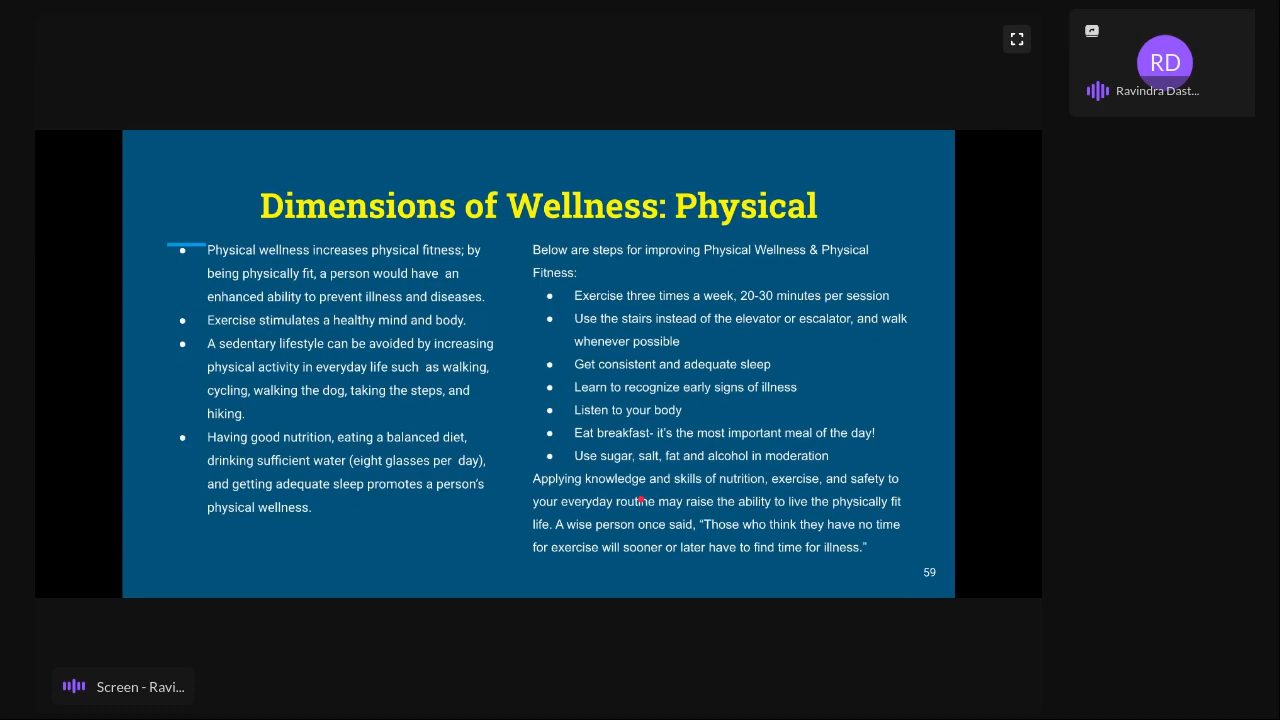 RD
Ravindra Dast...
Dimensions of Wellness: Physical
● Physical wellness increases physical fitness; by
being physically fit, a person would have an
enhanced ability to prevent illness and diseases.
● Exercise stimulates a healthy mind and body.
● A sedentary lifestyle can be avoided by increasing
physical activity in everyday life such as walking,
cycling, walking the dog, taking the steps, and
hiking.
● Having good nutrition, eating a balanced diet,
drinking sufficient water (eight glasses per day),
and getting adequate sleep promotes a person's
physical wellness.
Below are steps for improving Physical Wellness & Physical
Fitness:
● Exercise three times a week, 20-30 minutes per session
● Use the stairs instead of the elevator or escalator, and walk
whenever possible
● Get consistent and adequate sleep
● Learn to recognize early signs of illness
● Listen to your body
● Eat breakfast- it's the most important meal of the day!
● Use sugar, salt, fat and alcohol in moderation
Applying knowledge and skills of nutrition, exercise, and safety to
your everyday routine may raise the ability to live the physically fit
life. A wise person once said, “Those who think they have no time
for exercise will sooner or later have to find time for illness.”
59
Screen - Ravi...